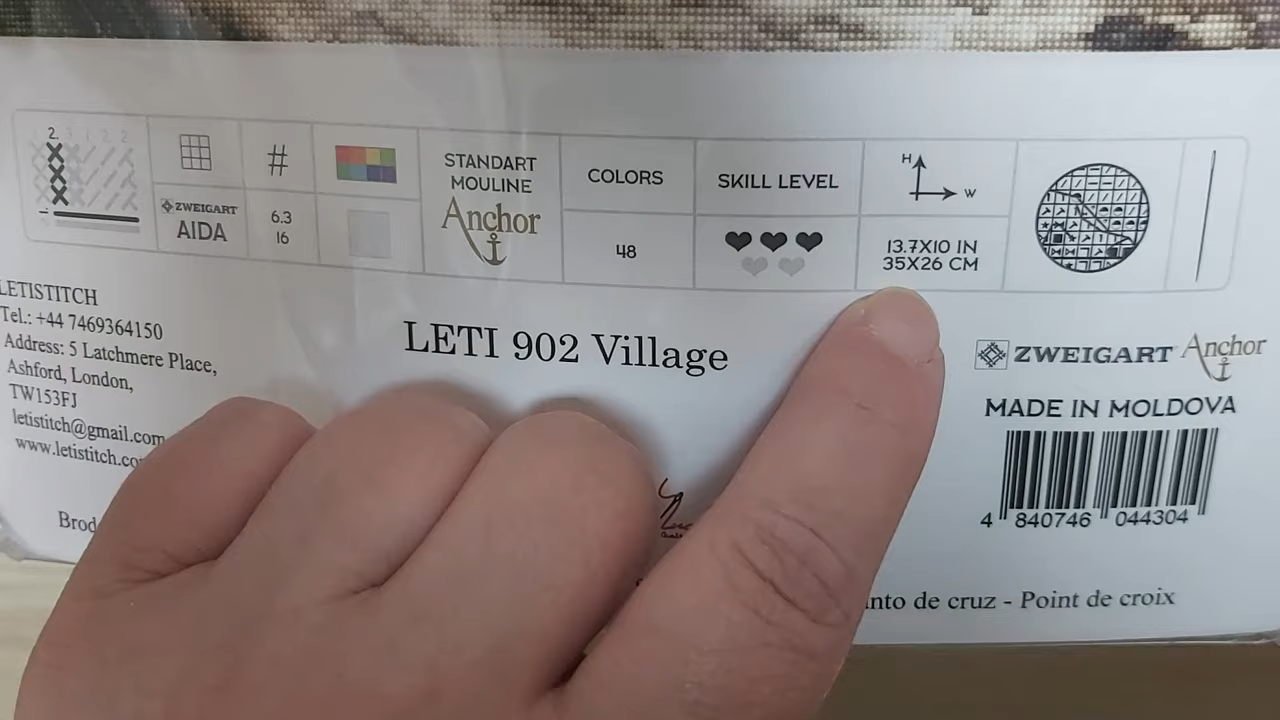 2.
#
ZWEIGART
AIDA
6.3
16
STANDART
MOULINE
Anchor
COLORS
48
SKILL LEVEL
H
W
13.7X10 IN
35X26 CM
LETISTITCH
Tel.: +44 7469364150
Address: 5 Latchmere Place,
Ashford, London,
TW153FJ
letistitch@gmail.com
www.letistitch.co
LETI 902 Village
ZWEIGART Anchor
MADE IN MOLDOVA
4 840746 044304
Brod
nto de cruz - Point de croix